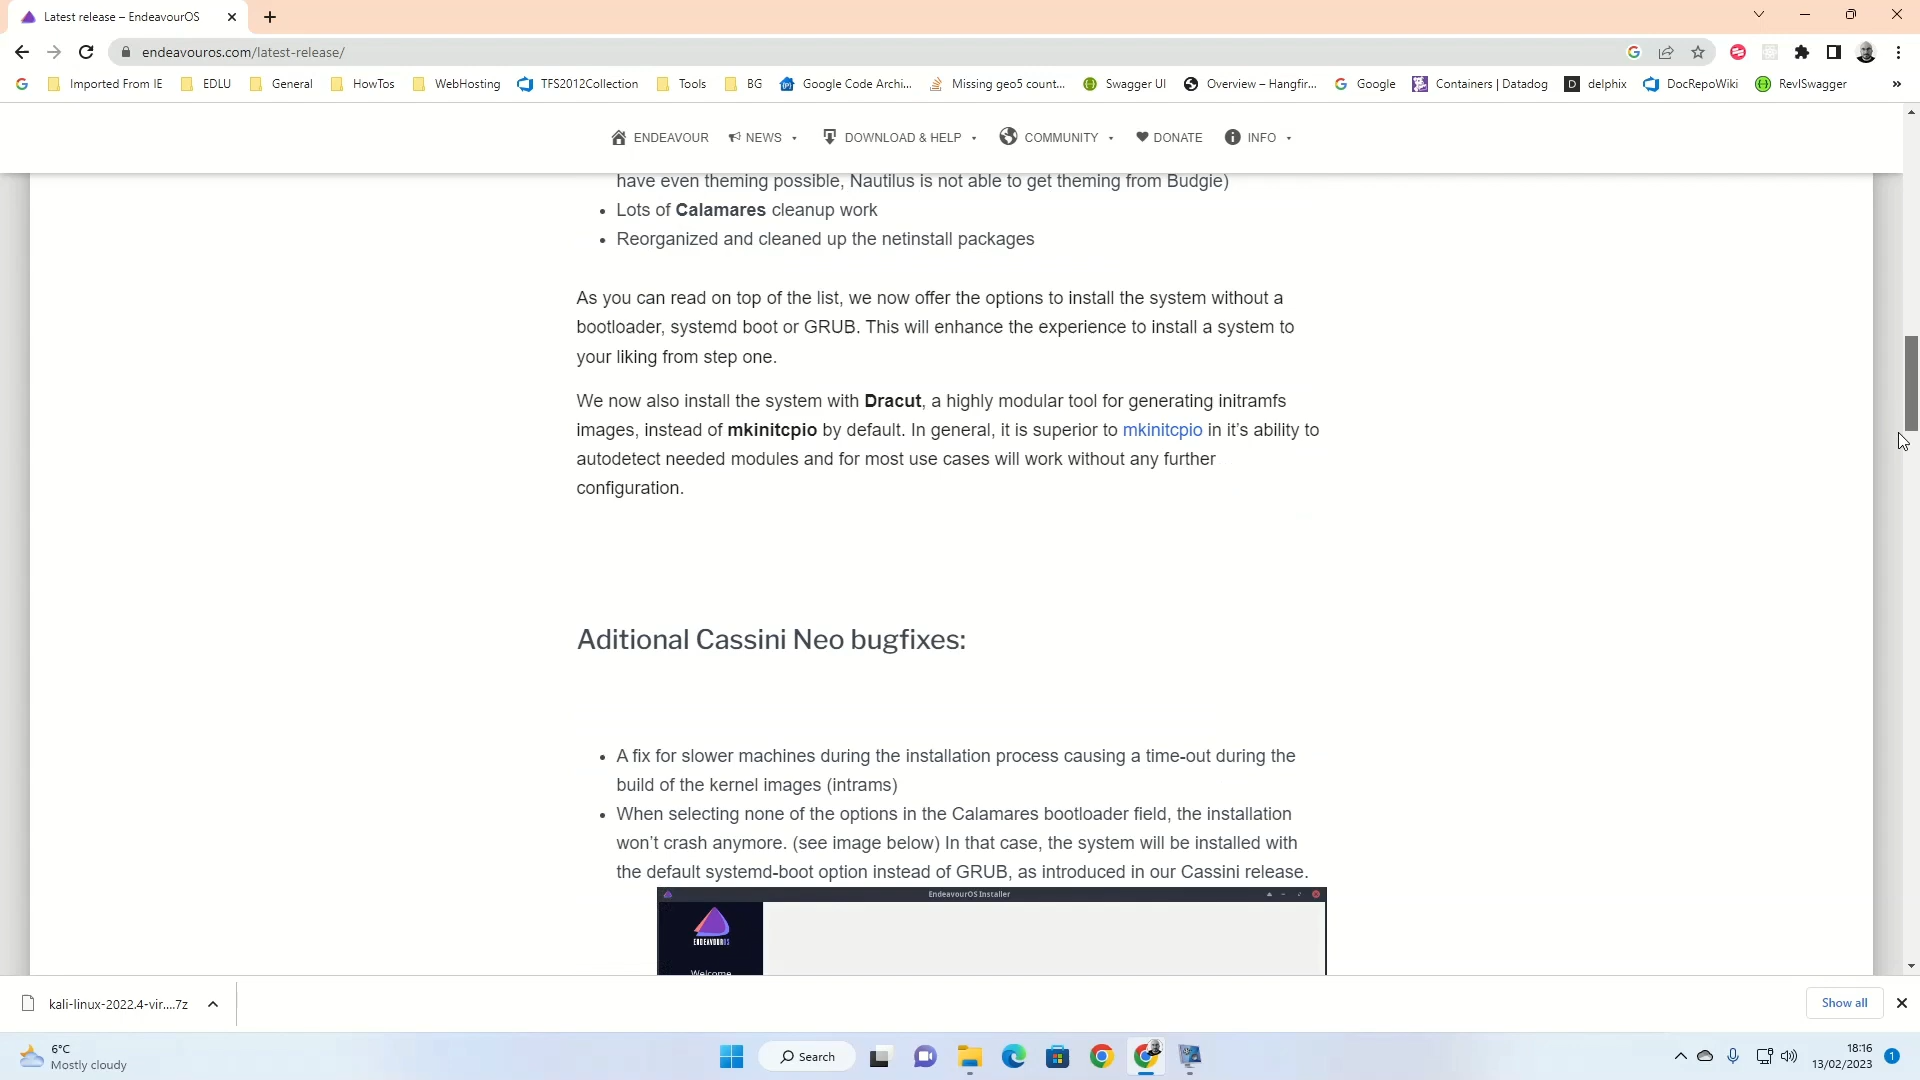 Latest release – EndeavourOS
endeavouros.com/latest-release/
G Imported From IE EDLU General HowTos WebHosting TFS2012Collection Tools BG Google Code Archi... Missing geo5 count... Swagger UI Overview – Hangfir... Google Containers | Datadog delphix DocRepoWiki RevISwagger »
ENDEAVOUR NEWS DOWNLOAD & HELP COMMUNITY DONATE INFO
have even theming possible, Nautilus is not able to get theming from Budgie)
• Lots of Calamares cleanup work
• Reorganized and cleaned up the netinstall packages
As you can read on top of the list, we now offer the options to install the system without a
bootloader, systemd boot or GRUB. This will enhance the experience to install a system to
your liking from step one.
We now also install the system with Dracut, a highly modular tool for generating initramfs
images, instead of mkinitcpio by default. In general, it is superior to mkinitcpio in it’s ability to
autodetect needed modules and for most use cases will work without any further
configuration.
Aditional Cassini Neo bugfixes:
• A fix for slower machines during the installation process causing a time-out during the
build of the kernel images (intrams)
• When selecting none of the options in the Calamares bootloader field, the installation
won’t crash anymore. (see image below) In that case, the system will be installed with
the default systemd-boot option instead of GRUB, as introduced in our Cassini release.
EndeavourOS Installer
ENDEAVOUROS
Welcome
kali-linux-2022.4-vir....7z
Show all
6°C
Mostly cloudy
Search
18:16
13/02/2023
1